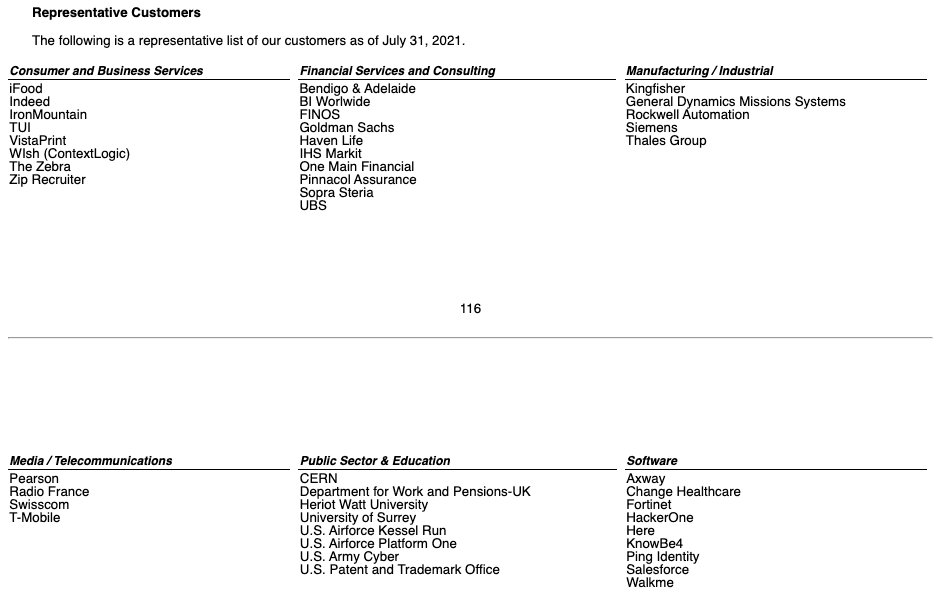 Representative Customers
The following is a representative list of our customers as of July 31, 2021.
Consumer and Business Services
iFood
Indeed
IronMountain
TUI
VistaPrint
WIsh (ContextLogic)
The Zebra
Zip Recruiter
Financial Services and Consulting
Bendigo & Adelaide
BI Worlwide
FINOS
Goldman Sachs
Haven Life
IHS Markit
One Main Financial
Pinnacol Assurance
Sopra Steria
UBS
Manufacturing / Industrial
Kingfisher
General Dynamics Missions Systems
Rockwell Automation
Siemens
Thales Group
116
Media / Telecommunications
Pearson
Radio France
Swisscom
T-Mobile
Public Sector & Education
CERN
Department for Work and Pensions-UK
Heriot Watt University
University of Surrey
U.S. Airforce Kessel Run
U.S. Airforce Platform One
U.S. Army Cyber
U.S. Patent and Trademark Office
Software
Axway
Change Healthcare
Fortinet
HackerOne
Here
KnowBe4
Ping Identity
Salesforce
Walkme